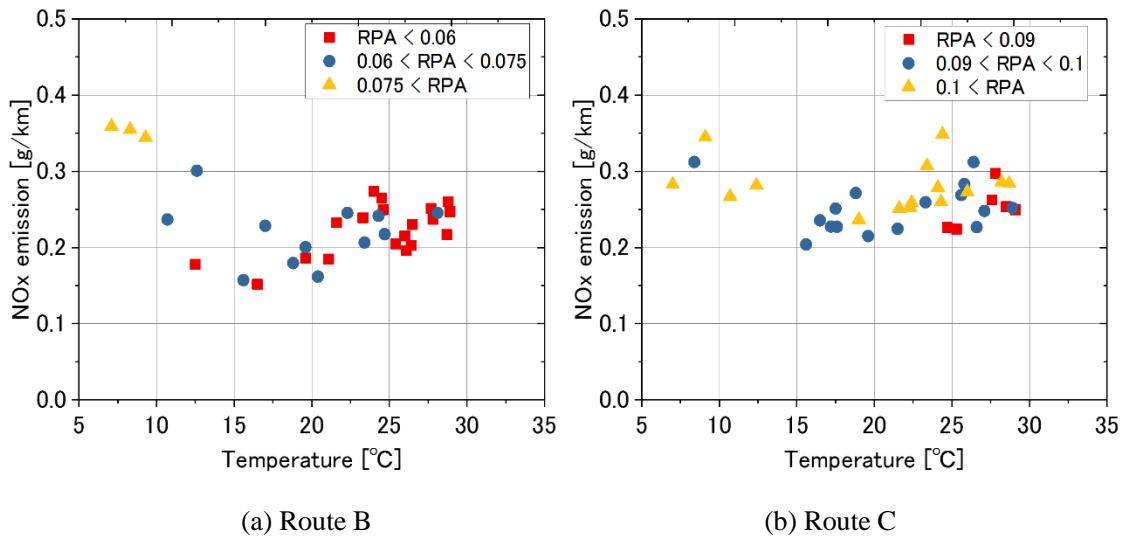 RPA < 0.06
0.06 < RPA < 0.075
0.075 < RPA
NOx emission [g/km]
0.5
0.4
0.3
0.2
0.1
0.0
5 10 15 20 25 30 35
Temperature [℃]
(a) Route B
RPA < 0.09
0.09 < RPA < 0.1
0.1 < RPA
NOx emission [g/km]
0.5
0.4
0.3
0.2
0.1
0.0
5 10 15 20 25 30 35
Temperature [℃]
(b) Route C